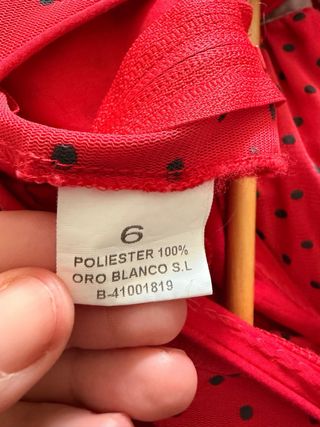 6
POLIESTER 100%
ORO BLANCO S.L
B-41001819